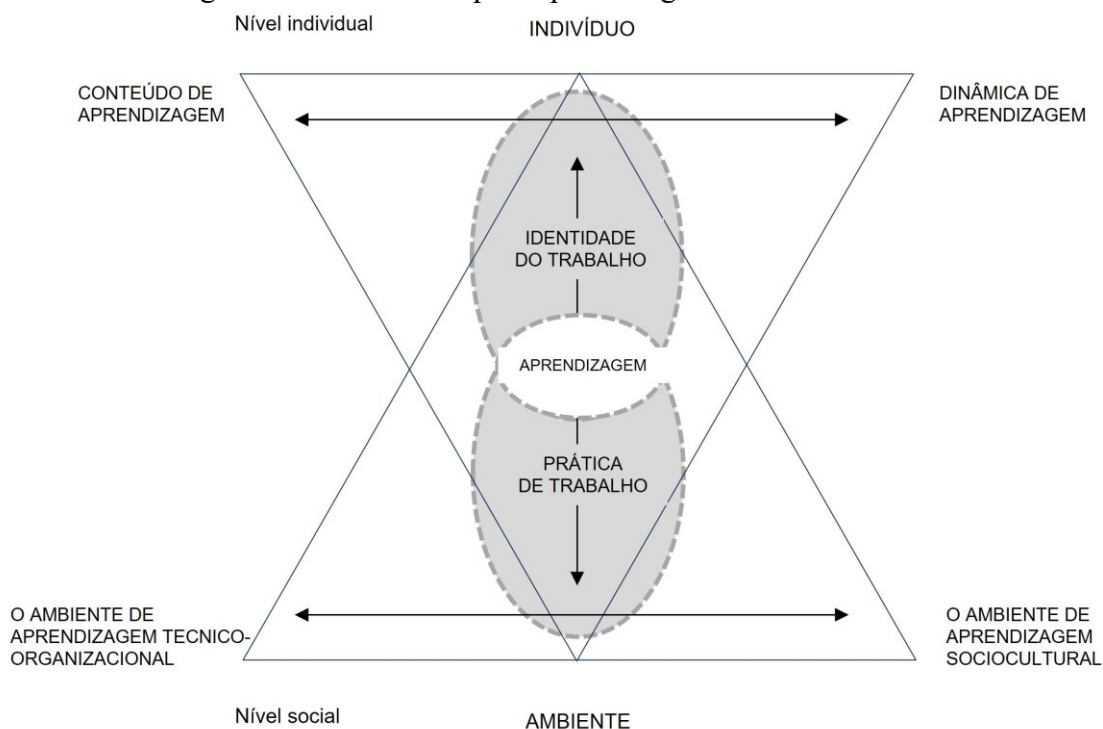 Nível individual
INDIVÍDUO
CONTEÚDO DE
APRENDIZAGEM
DINÂMICA DE
APRENDIZAGEM
IDENTIDADE
DO TRABALHO
APRENDIZAGEM
PRÁTICA
DE TRABALHO
O AMBIENTE DE
APRENDIZAGEM TECNICO-
ORGANIZACIONAL
O AMBIENTE DE
APRENDIZAGEM
SOCIOCULTURAL
Nível social
AMBIENTE